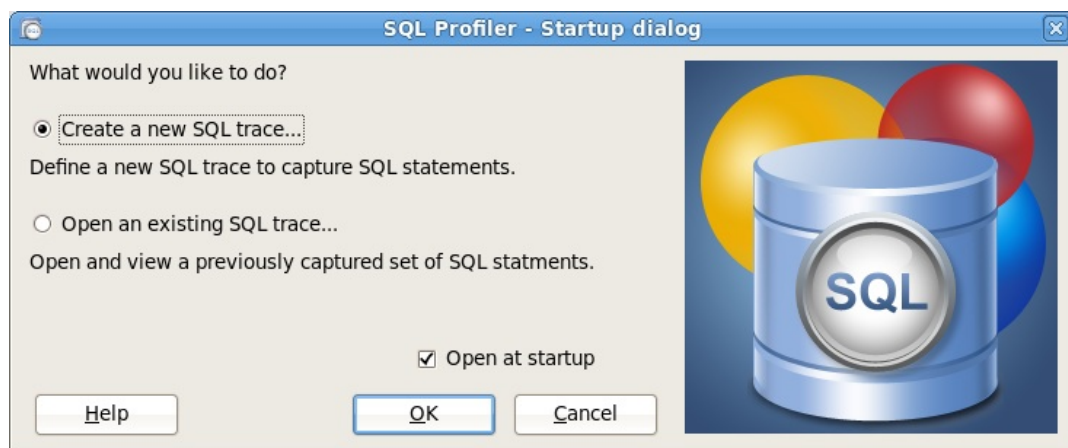 SQL Profiler - Startup dialog
What would you like to do?
Create a new SQL trace...
Define a new SQL trace to capture SQL statements.
Open an existing SQL trace...
Open and view a previously captured set of SQL statments.
SQL
Open at startup
Help
OK
Cancel